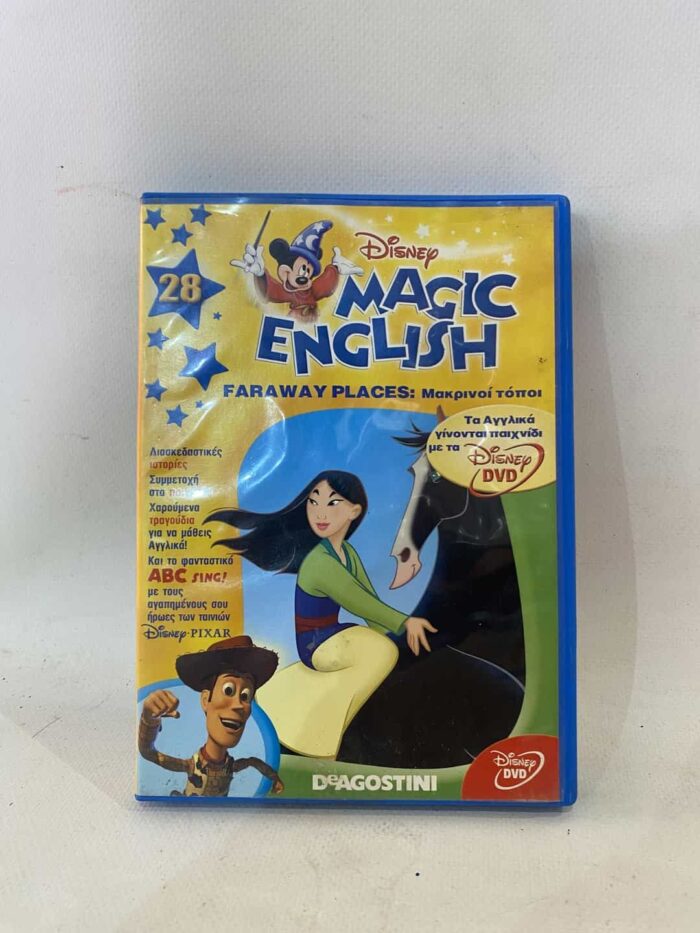 28
Disney
MAGIC
ENGLISH
FARAWAY PLACES: Μακρινοί τόποι
Τα Αγγλικά
γίνονται παιχνίδι
με τα Disney
DVD
Διασκεδαστικές
ιστορίες
Συμμετοχή
στο
Χαρούμενα
τραγούδια
για να μάθεις
Αγγλικά!
Και το φανταστικό
ABC SING!
με τους
αγαπημένους σου
ήρωες των ταινιών
Disney·PIXAR
DeAGOSTINI
Disney
DVD